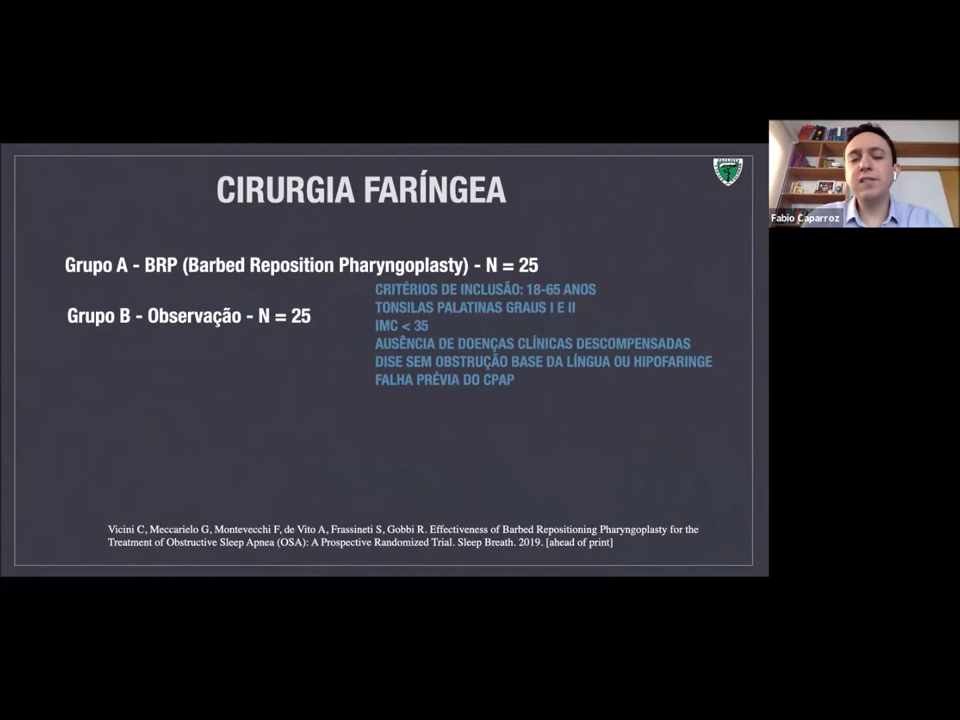 CIRURGIA FARÍNGEA
Grupo A - BRP (Barbed Reposition Pharyngoplasty) - N = 25
Grupo B - Observação - N = 25
CRITÉRIOS DE INCLUSÃO: 18-65 ANOS
TONSILAS PALATINAS GRAUS I E II
IMC < 35
AUSÊNCIA DE DOENÇAS CLÍNICAS DESCOMPENSADAS
DISE SEM OBSTRUÇÃO BASE DA LÍNGUA OU HIPOFARINGE
FALHA PRÉVIA DO CPAP
Vicini C, Meccarielo G, Montevecchi F, de Vito A, Frassineti S, Gobbi R. Effectiveness of Barbed Repositioning Pharyngoplasty for the
Treatment of Obstructive Sleep Apnea (OSA): A Prospective Randomized Trial. Sleep Breath. 2019. [ahead of print]
Fabio Caparroz